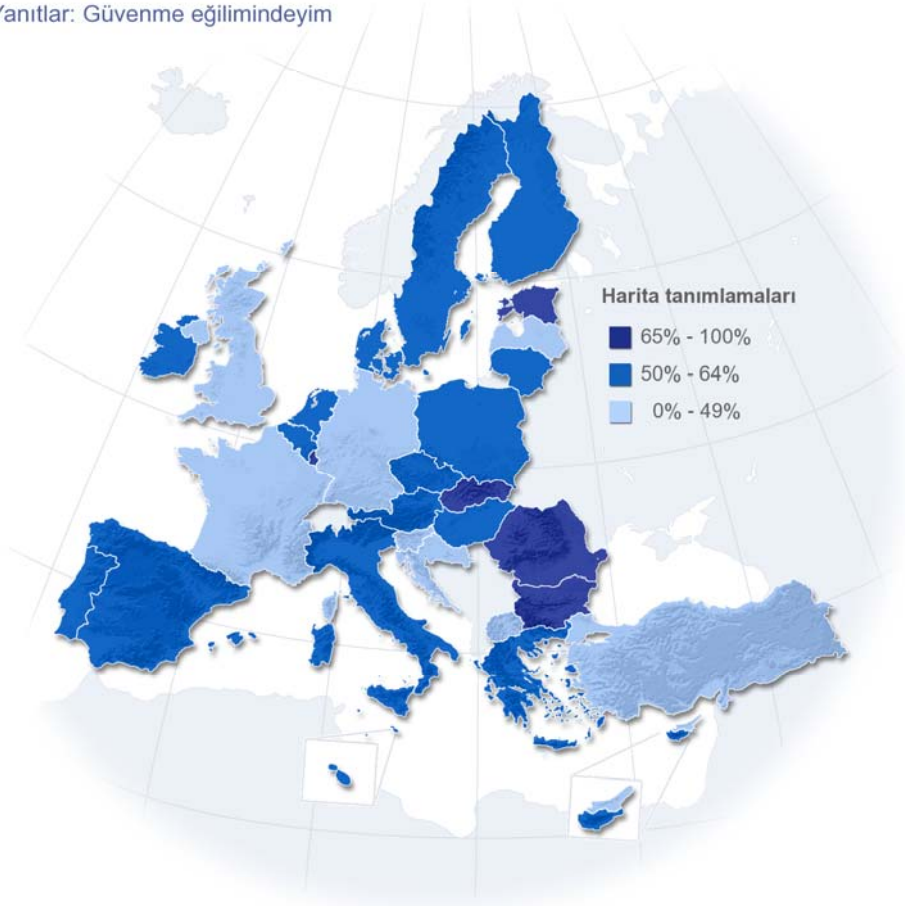 Yanıtlar: Güvenme eğilimindeyim
Harita tanımlamaları
65% - 100%
50% - 64%
0% - 49%